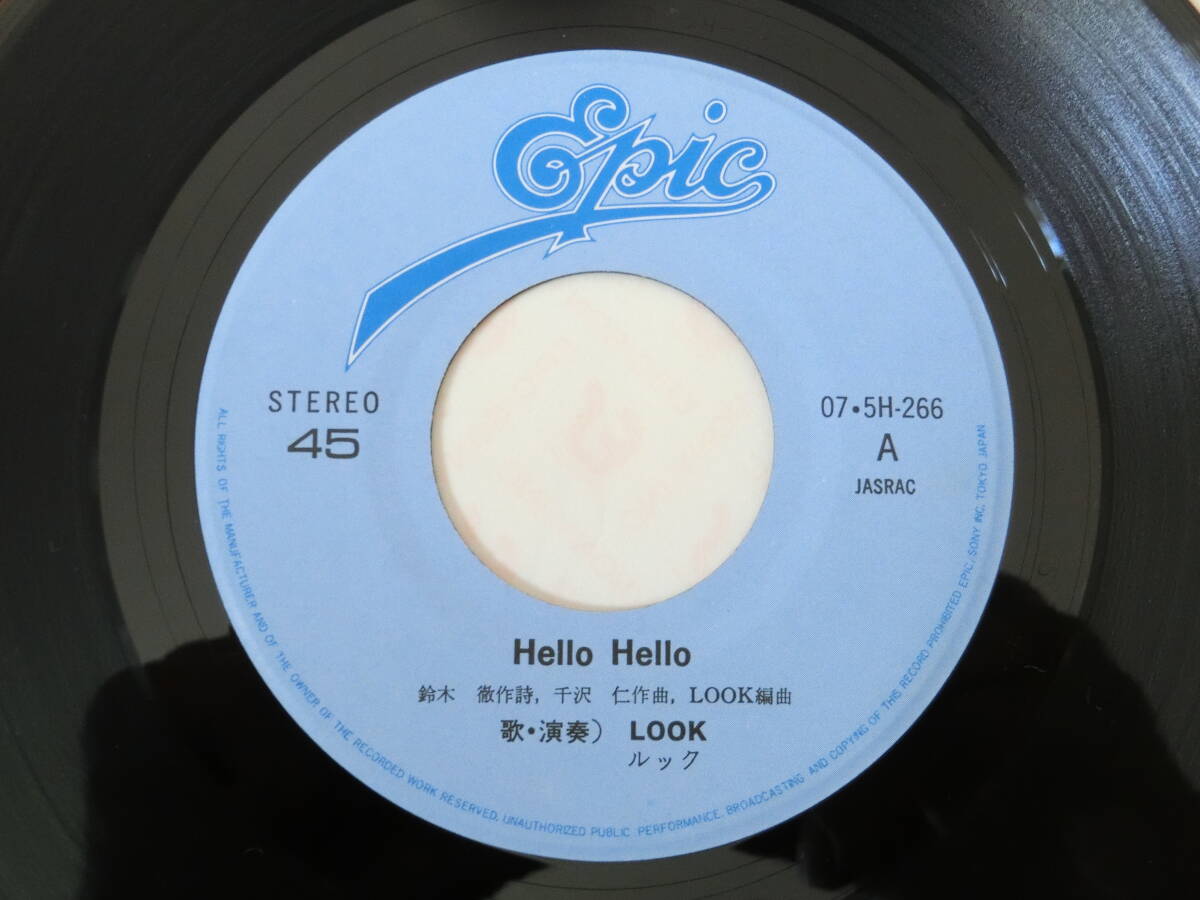 Epic
STEREO
45
07・5H-266
A
JASRAC
Hello Hello
鈴木 徹作詩, 千沢 仁作曲, LOOK編曲
歌・演奏) LOOK
ルック
ALL RIGHTS OF THE MANUFACTURER AND OF THE OWNER OF THE RECORDED WORK RESERVED, UNAUTHORIZED PUBLIC PERFORMANCE, BROADCASTING AND COPYING OF THIS RECORD PROHIBITED EPIC/SONY INC. TOKYO JAPAN